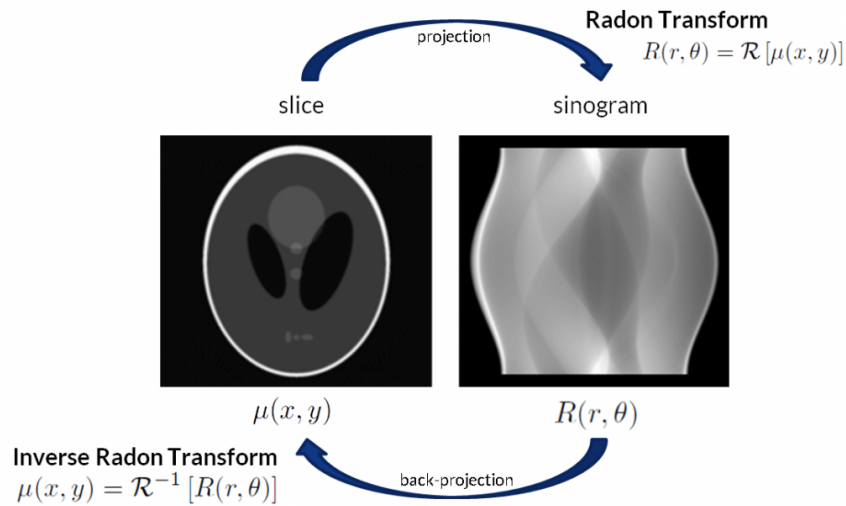 Radon Transform
projection
R(r, θ) = ℛ [μ(x, y)]
slice
sinogram
μ(x, y)
R(r, θ)
Inverse Radon Transform
μ(x, y) = ℛ⁻¹ [R(r, θ)]
back-projection